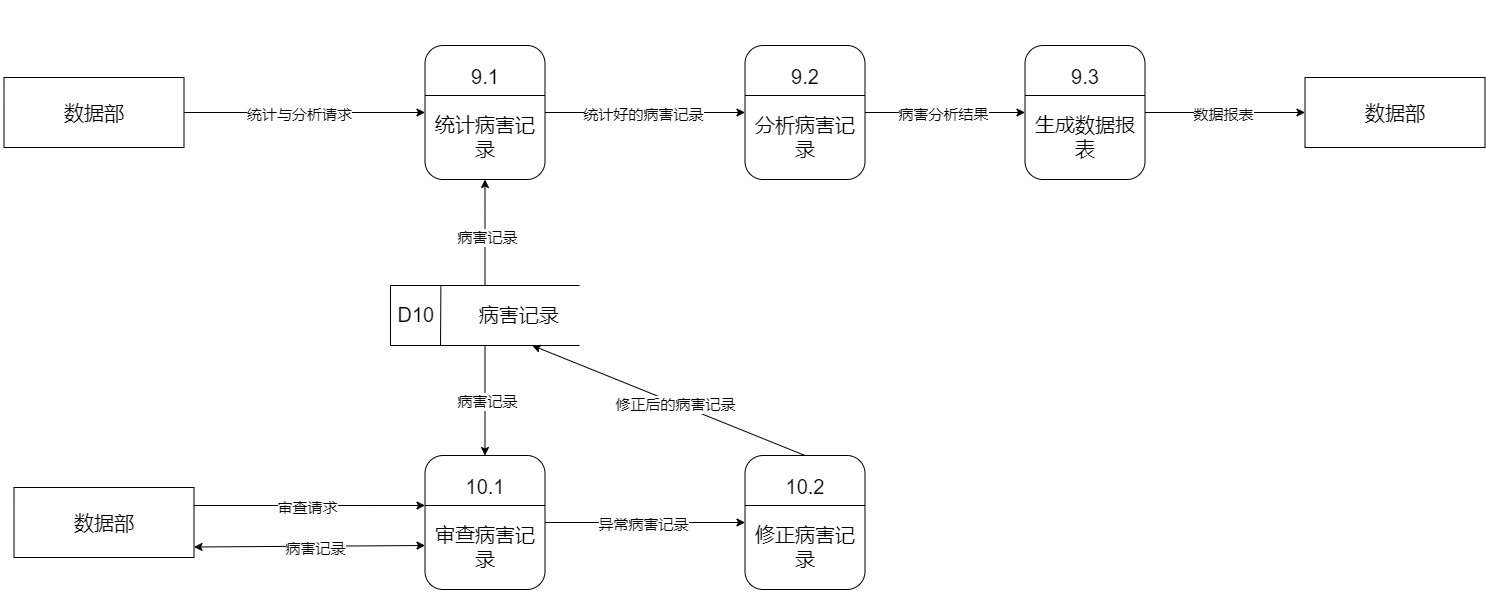 9.1
9.2
9.3
数据部
统计与分析请求
统计病害记
录
统计好的病害记录
分析病害记
录
病害分析结果
生成数据报
表
数据报表
数据部
病害记录
D10
病害记录
病害记录
修正后的病害记录
10.1
10.2
数据部
审查请求
病害记录
审查病害记
录
异常病害记录
修正病害记
录